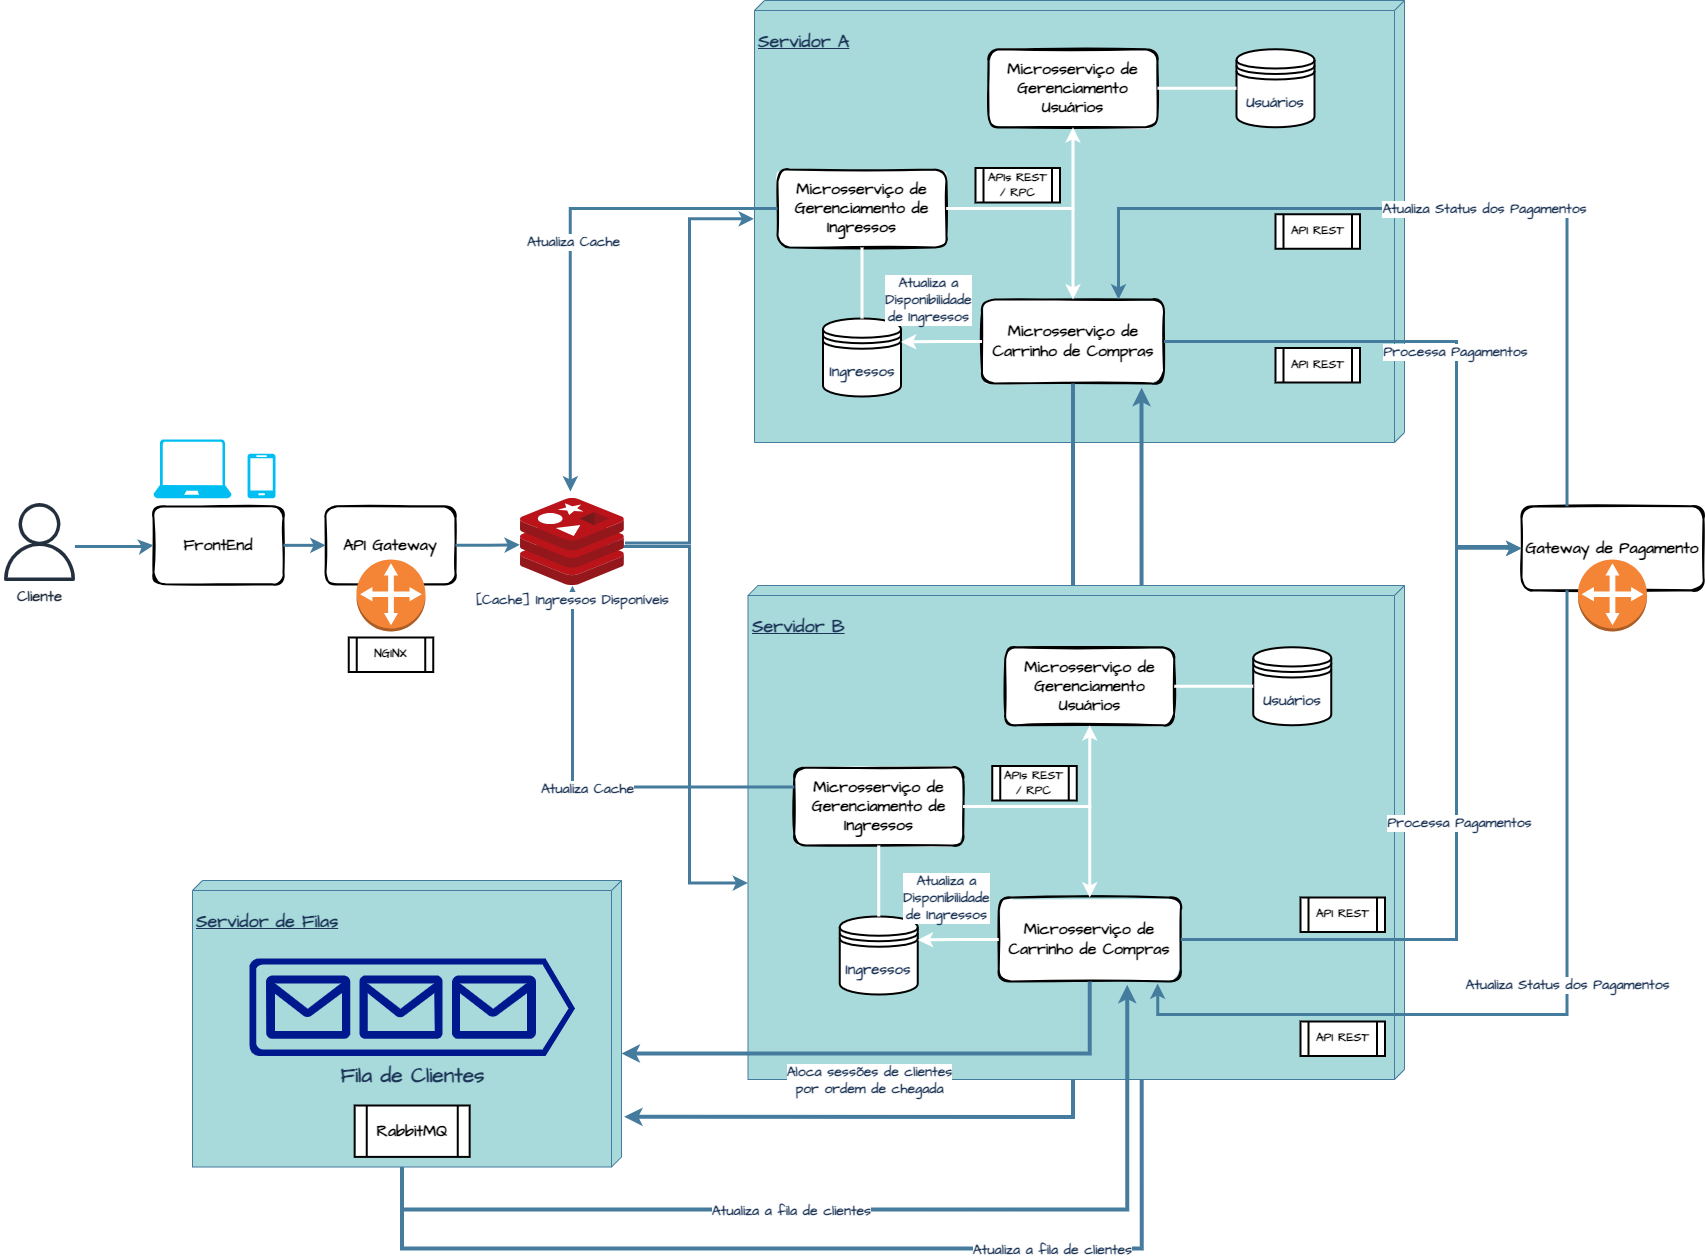 Servidor A
Microsserviço de
Gerenciamento
Usuários
Usuários
Microsserviço de
Gerenciamento de
Ingressos
APIs REST
/ RPC
Atualiza Status dos Pagamentos
API REST
Atualiza Cache
Atualiza a
Disponibilidade
de Ingressos
Ingressos
Microsserviço de
Carrinho de Compras
Processa Pagamentos
API REST
Cliente
FrontEnd
API Gateway
NGINX
[Cache] Ingressos Disponíveis
Gateway de Pagamento
Servidor B
Microsserviço de
Gerenciamento
Usuários
Usuários
Microsserviço de
Gerenciamento de
Ingressos
APIs REST
/ RPC
Atualiza Cache
Processa Pagamentos
Atualiza a
Disponibilidade
de Ingressos
Ingressos
Microsserviço de
Carrinho de Compras
API REST
Atualiza Status dos Pagamentos
API REST
Servidor de Filas
Fila de Clientes
RabbitMQ
Aloca sessões de clientes
por ordem de chegada
Atualiza a fila de clientes
Atualiza a fila de clientes